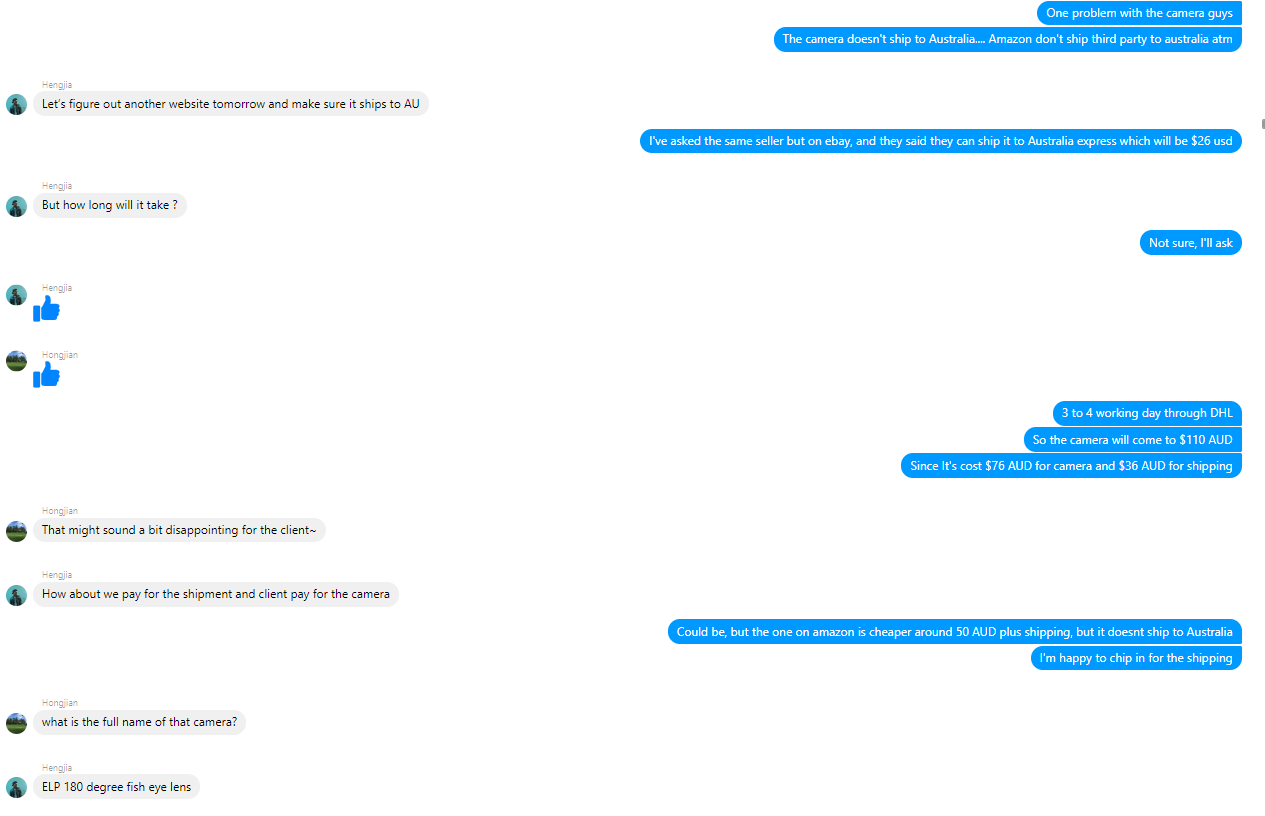 One problem with the camera guys
The camera doesn't ship to Australia.... Amazon don't ship third party to australia atm
Hengjia
Let's figure out another website tomorrow and make sure it ships to AU
I've asked the same seller but on ebay, and they said they can ship it to Australia express which will be $26 usd
Hengjia
But how long will it take ?
Not sure, I'll ask
Hengjia
Hongjian
3 to 4 working day through DHL
So the camera will come to $110 AUD
Since It's cost $76 AUD for camera and $36 AUD for shipping
Hongjian
That might sound a bit disappointing for the client~
Hengjia
How about we pay for the shipment and client pay for the camera
Could be, but the one on amazon is cheaper around 50 AUD plus shipping, but it doesnt ship to Australia
I'm happy to chip in for the shipping
Hongjian
what is the full name of that camera?
Hengjia
ELP 180 degree fish eye lens